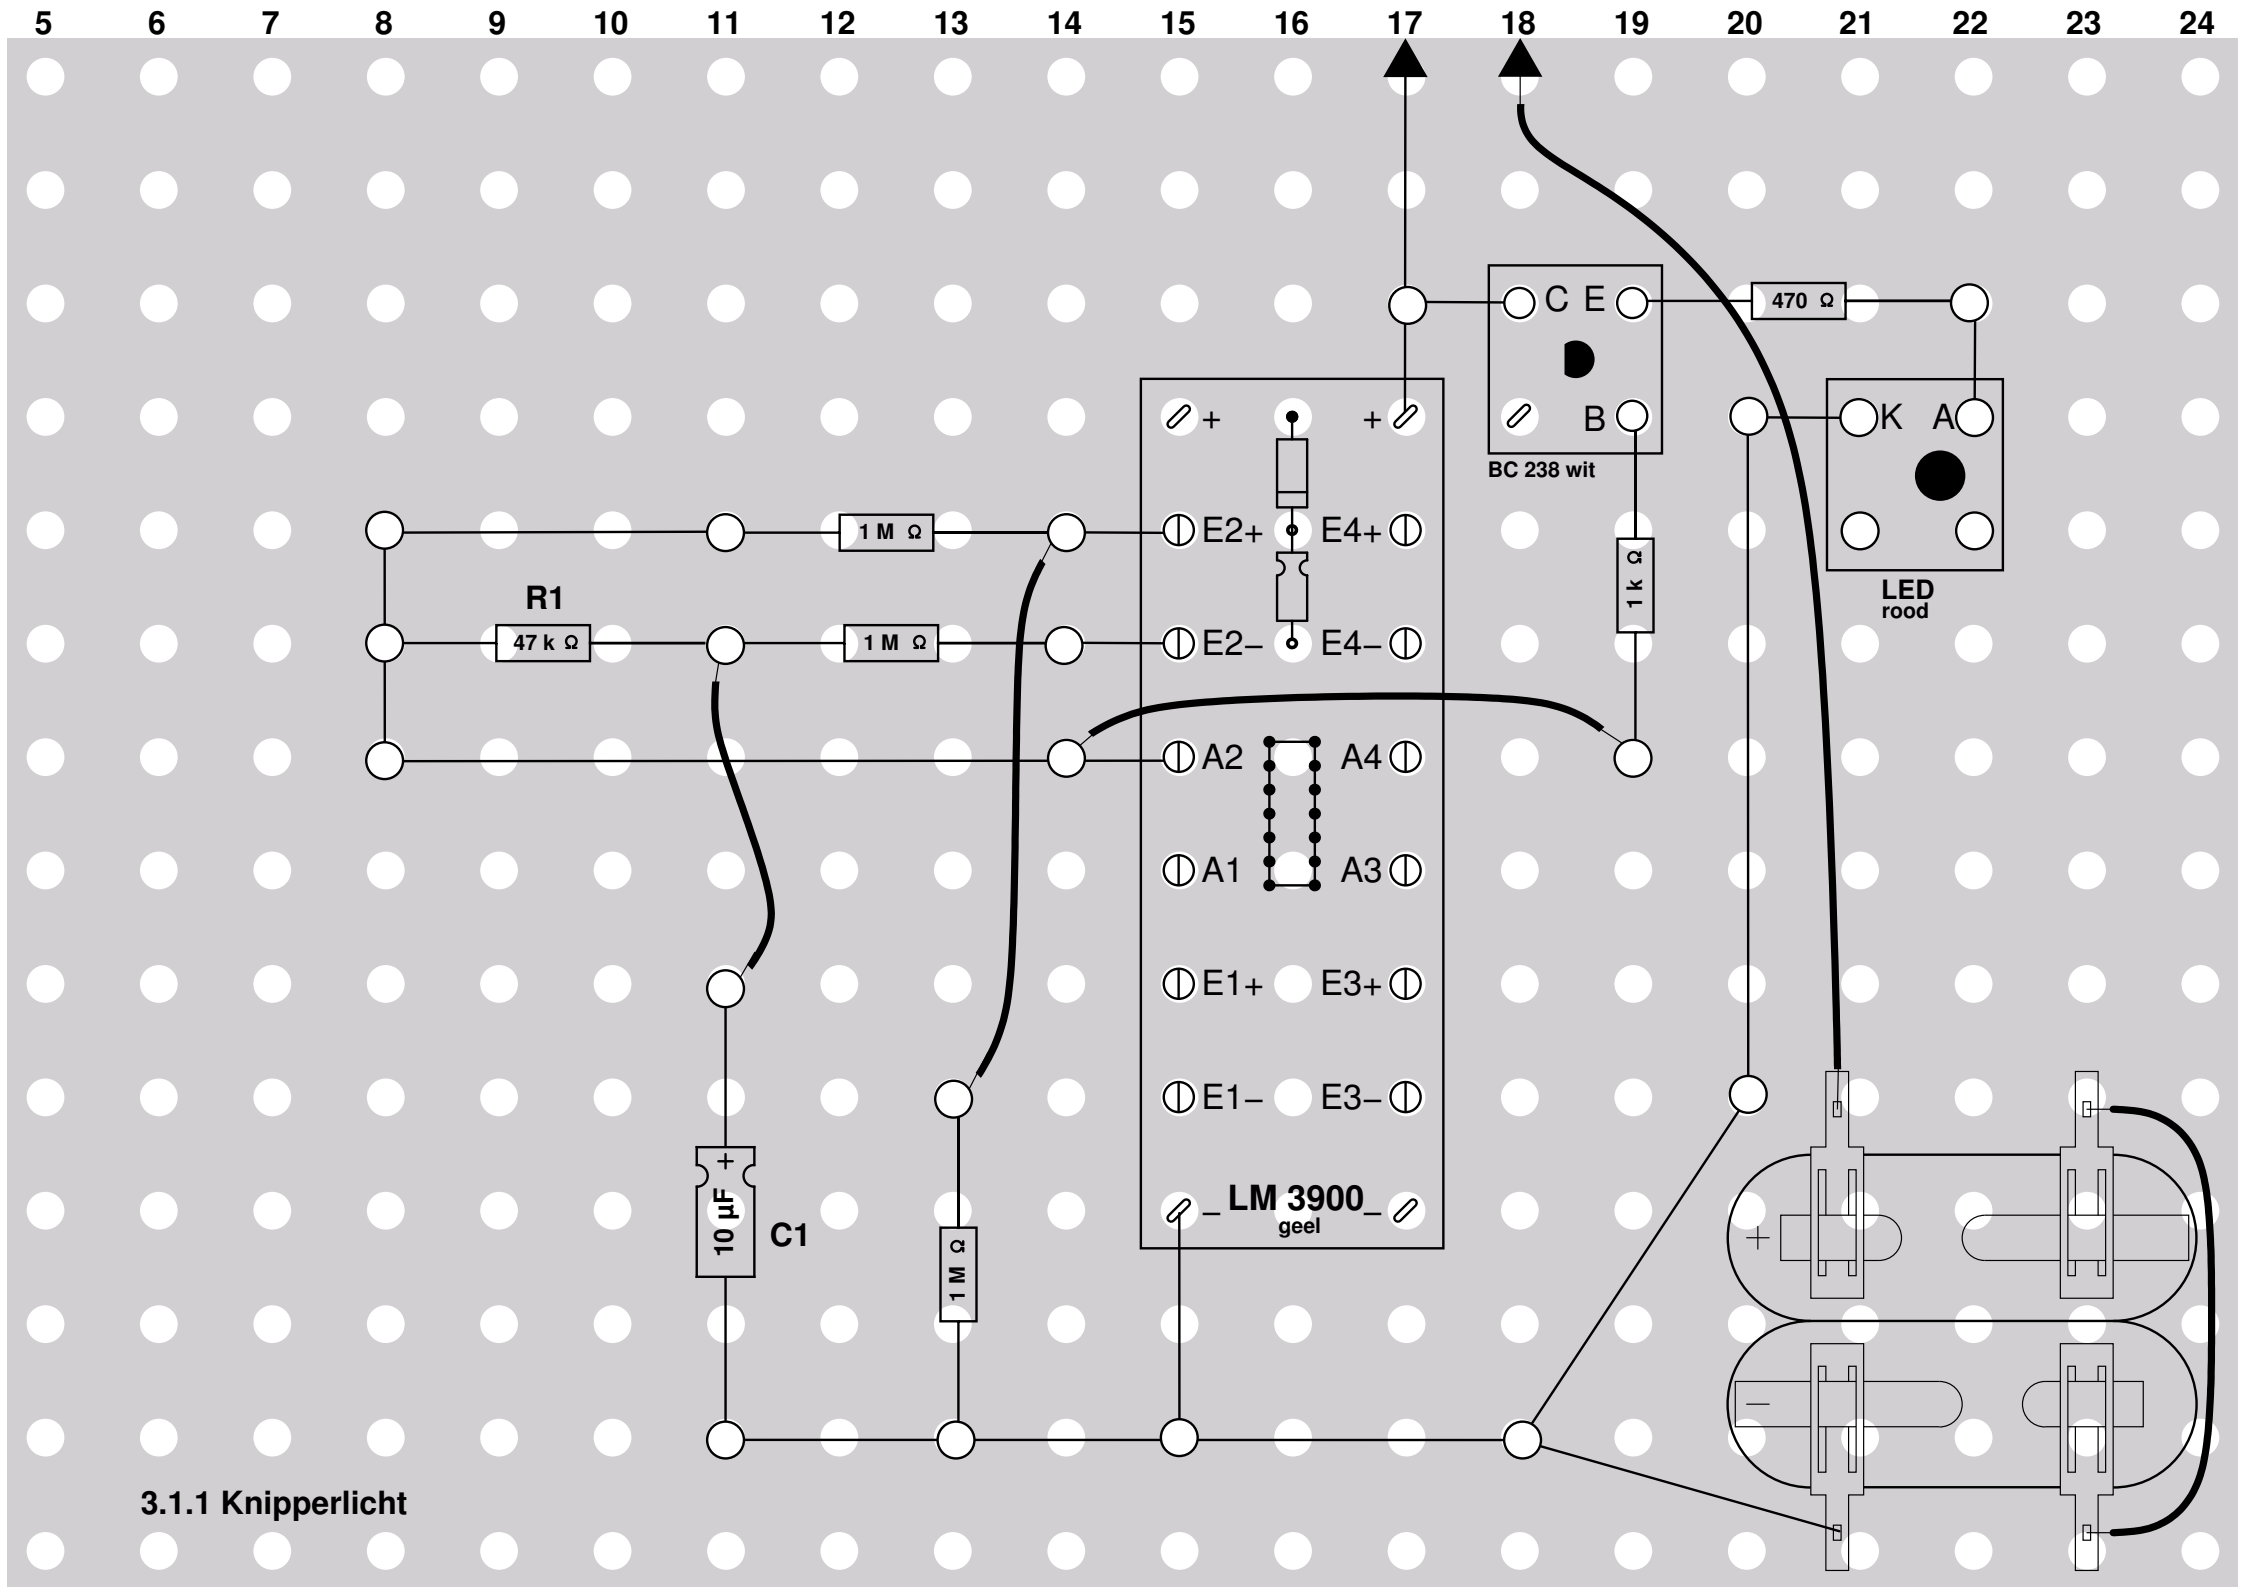 5 6 7 8 9 10 11 12 13 14 15 16 17 18 19 20 21 22 23 24
C E 470 Ω
+ + B K A
BC 238 wit
1 M Ω E2+ E4+
1 k Ω
LED
rood
R1
47 k Ω 1 M Ω E2– E4–
A2 A4
A1 A3
E1+ E3+
E1– E3–
+
10 µF
C1
– LM 3900 –
geel
1 M Ω
+
–
3.1.1 Knipperlicht